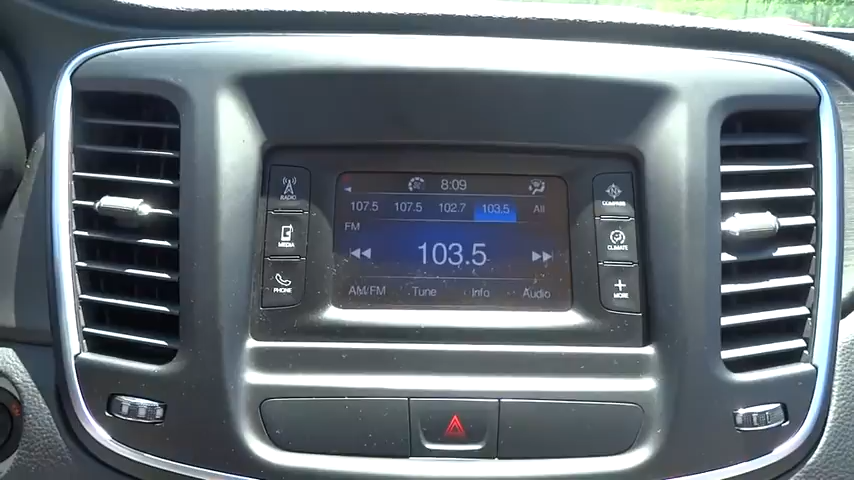 RADIO
MEDIA
PHONE
8:09
107.5 107.5 102.7 103.5 All
FM
103.5
AM/FM Tune Info Audio
COMPASS
CLIMATE
MORE